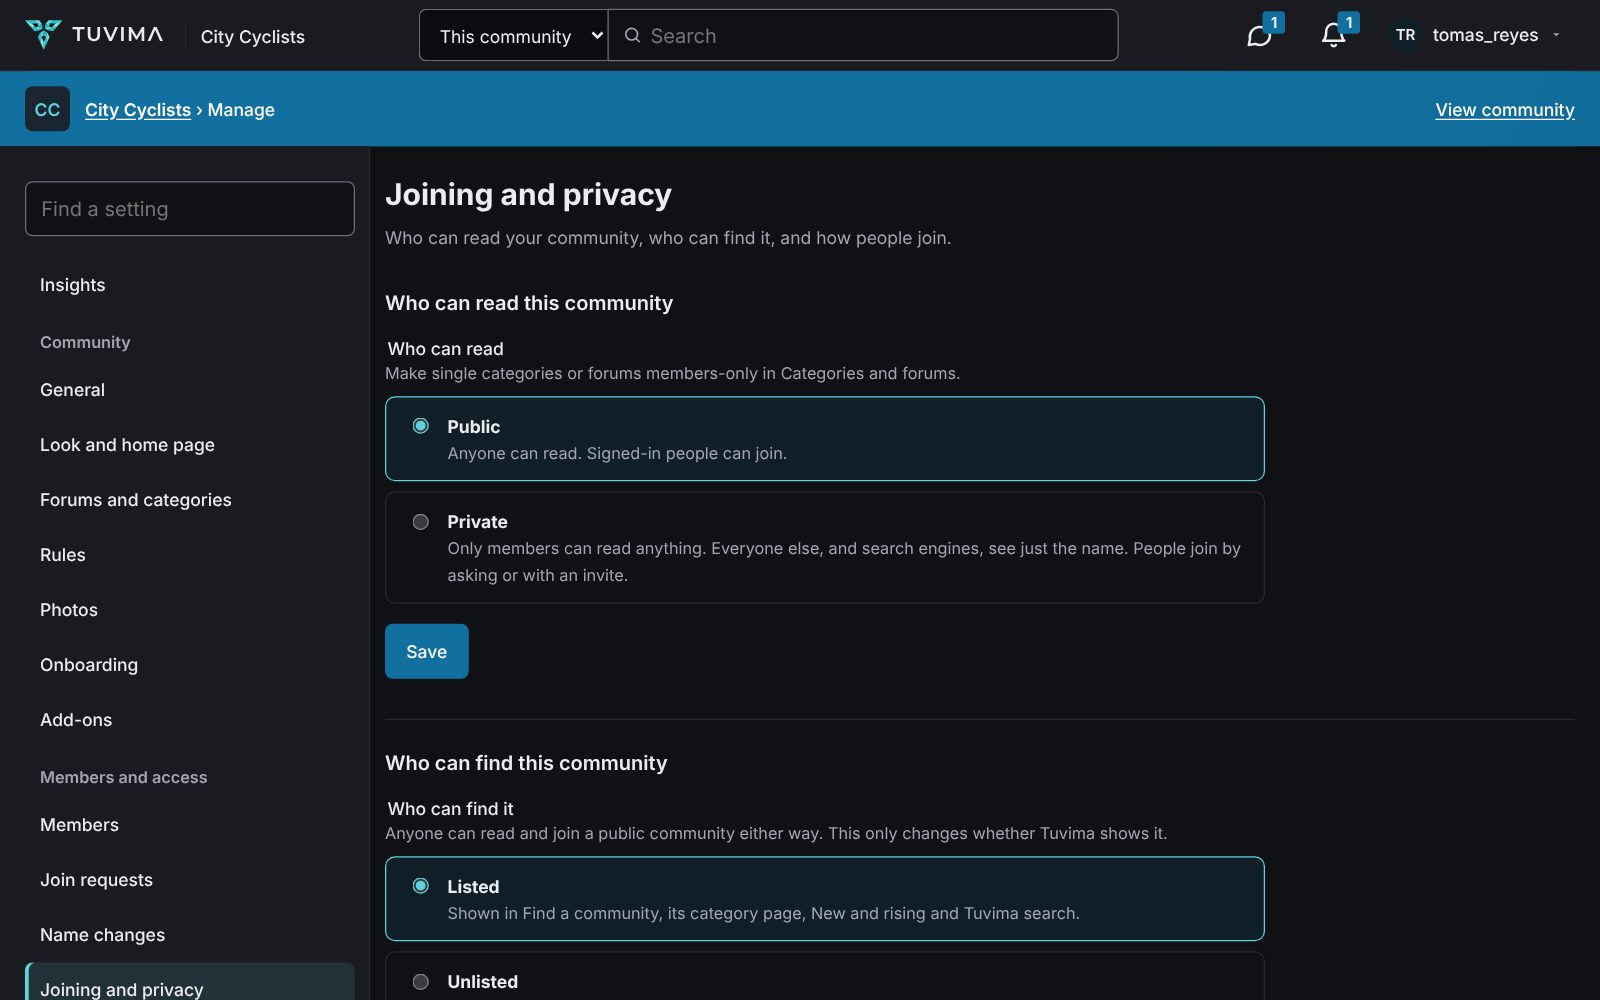 TUVIMA
City Cyclists
This community
Search
1
1
TR
tomas_reyes
CC
City Cyclists › Manage
View community
Find a setting
Insights
Community
General
Look and home page
Forums and categories
Rules
Photos
Onboarding
Add-ons
Members and access
Members
Join requests
Name changes
Joining and privacy
Joining and privacy
Who can read your community, who can find it, and how people join.
Who can read this community
Who can read
Make single categories or forums members-only in Categories and forums.
Public
Anyone can read. Signed-in people can join.
Private
Only members can read anything. Everyone else, and search engines, see just the name. People join by
asking or with an invite.
Save
Who can find this community
Who can find it
Anyone can read and join a public community either way. This only changes whether Tuvima shows it.
Listed
Shown in Find a community, its category page, New and rising and Tuvima search.
Unlisted